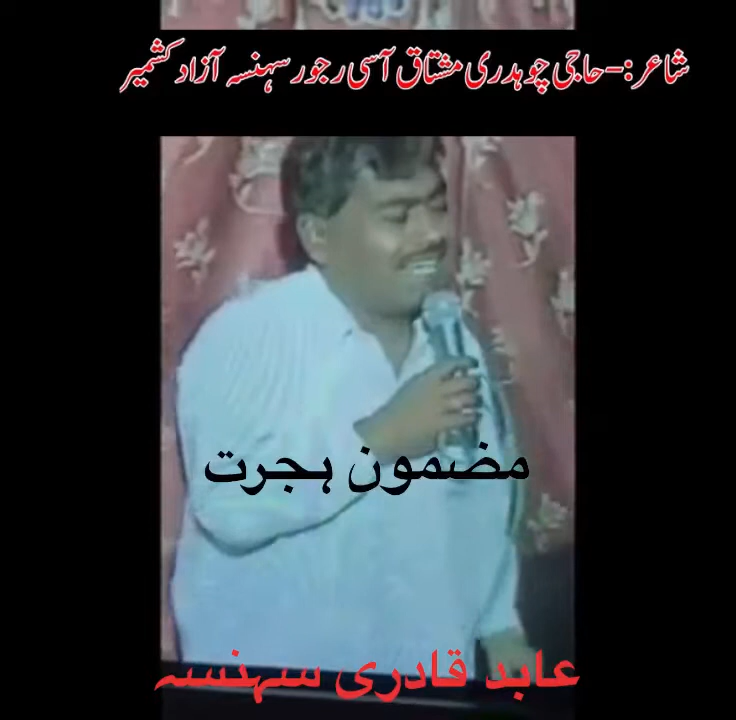 شاعر:-حاجی چوہدری مشتاق آسی رجور سہنسہ آزاد کشمیر
مضمون ہجرت
عابد قادری سہنسہ